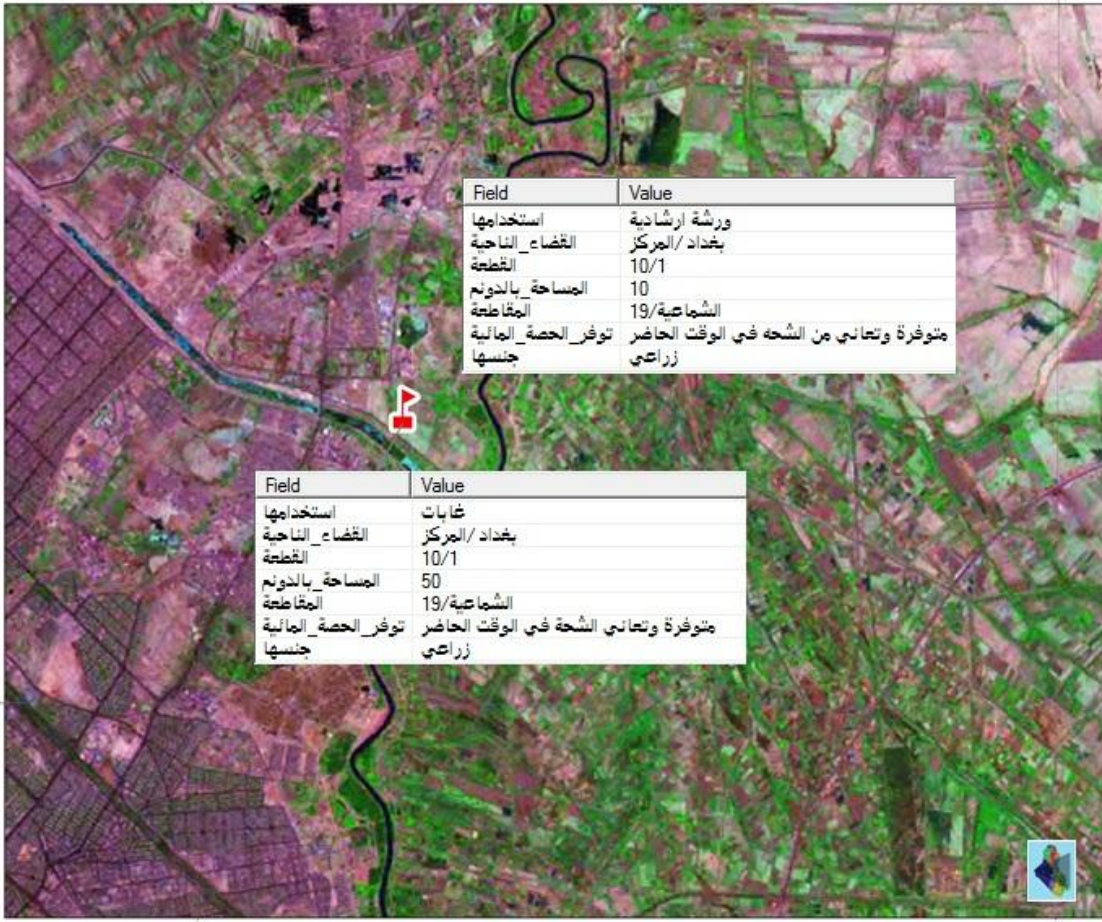 Field Value
استخدامها ورشة ارشادية
القضاء_الناحية بغداد /المركز
القطعة 10/1
المساحة_بالدونم 10
المقاطعة الشماعية/19
توفر_الحصة_المائية متوفرة وتعاني من الشحه في الوقت الحاضر
جنسها زراعي
Field Value
استخدامها غابات
القضاء_الناحية بغداد /المركز
القطعة 10/1
المساحة_بالدونم 50
المقاطعة الشماعية/19
توفر_الحصة_المائية متوفرة وتعاني الشحة في الوقت الحاضر
جنسها زراعي